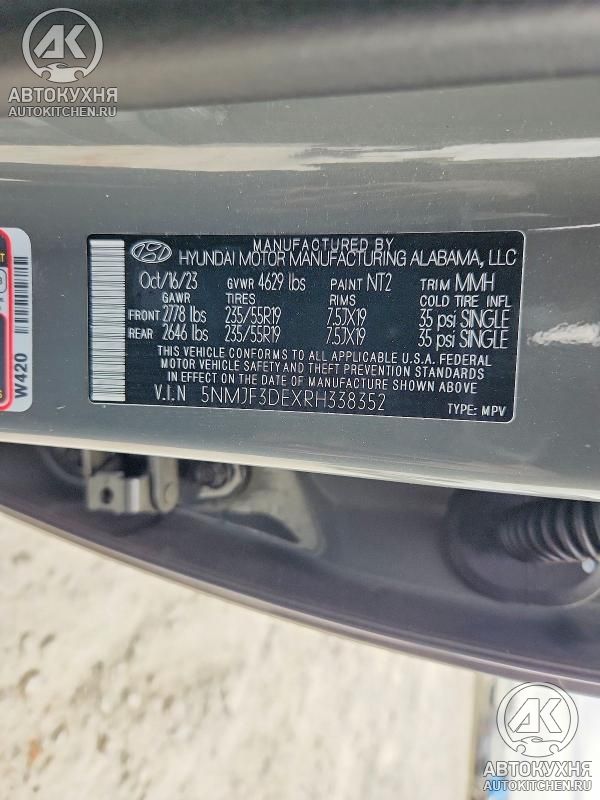 АК
АВТОКУХНЯ
AUTOKITCHEN.RU
MANUFACTURED BY
HYUNDAI MOTOR MANUFACTURING ALABAMA, LLC
Oct/16/23 GVWR 4629 lbs PAINT NT2 TRIM MMH
GAWR TIRES RIMS COLD TIRE INFL
FRONT 2778 lbs 235/55R19 7.5JX19 35 psi SINGLE
REAR 2646 lbs 235/55R19 7.5JX19 35 psi SINGLE
THIS VEHICLE CONFORMS TO ALL APPLICABLE U.S.A. FEDERAL
MOTOR VEHICLE SAFETY AND THEFT PREVENTION STANDARDS
IN EFFECT ON THE DATE OF MANUFACTURE SHOWN ABOVE.
V.I.N 5NMJF3DEXRH338352 TYPE: MPV
W420
АК
АВТОКУХНЯ
AUTOKITCHEN.RU